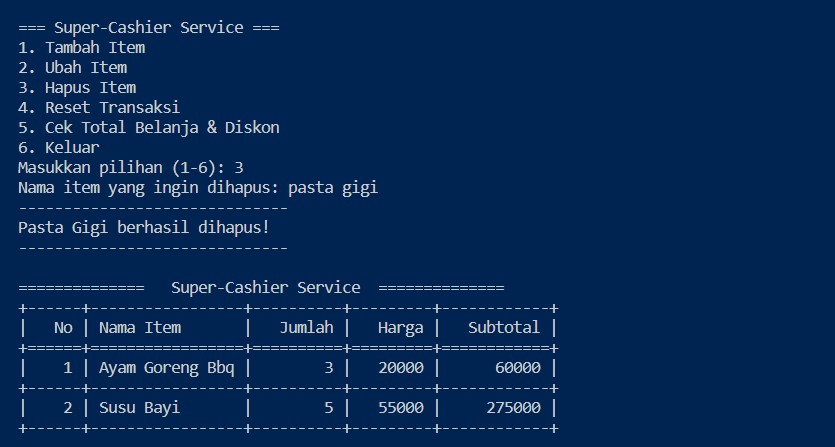 === Super-Cashier Service ===
1. Tambah Item
2. Ubah Item
3. Hapus Item
4. Reset Transaksi
5. Cek Total Belanja & Diskon
6. Keluar
Masukkan pilihan (1-6): 3
Nama item yang ingin dihapus: pasta gigi
------------------------------
Pasta Gigi berhasil dihapus!
------------------------------
==============   Super-Cashier Service  ==============
+------+-----------------+----------+---------+------------+
|   No | Nama Item       |   Jumlah |   Harga |   Subtotal |
+======+=================+==========+=========+============+
|    1 | Ayam Goreng Bbq |        3 |   20000 |      60000 |
+------+-----------------+----------+---------+------------+
|    2 | Susu Bayi       |        5 |   55000 |     275000 |
+------+-----------------+----------+---------+------------+